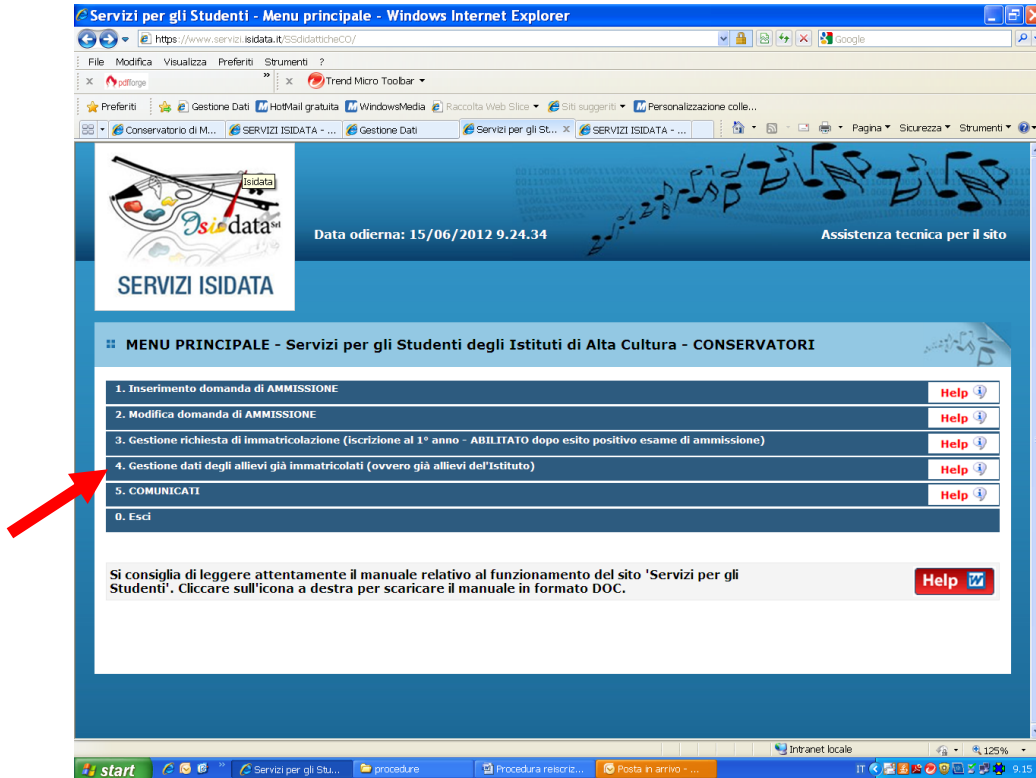 Servizi per gli Studenti - Menu principale - Windows Internet Explorer
https://www.servizi.isidata.it/SSdidatticheCO/
Google
File Modifica Visualizza Preferiti Strumenti ?
pdfforge » Trend Micro Toolbar
Preferiti Gestione Dati HotMail gratuita WindowsMedia Raccolta Web Slice Siti suggeriti Personalizzazione colle...
Conservatorio di M... SERVIZI ISIDATA - ... Gestione Dati Servizi per gli St... SERVIZI ISIDATA - ... Pagina Sicurezza Strumenti
Isidata
Isidata Srl
SERVIZI ISIDATA
Data odierna: 15/06/2012 9.24.34
Assistenza tecnica per il sito
MENU PRINCIPALE - Servizi per gli Studenti degli Istituti di Alta Cultura - CONSERVATORI
1. Inserimento domanda di AMMISSIONE Help
2. Modifica domanda di AMMISSIONE Help
3. Gestione richiesta di immatricolazione (iscrizione al 1° anno - ABILITATO dopo esito positivo esame di ammissione) Help
4. Gestione dati degli allievi già immatricolati (ovvero già allievi del'Istituto) Help
5. COMUNICATI Help
0. Esci
Si consiglia di leggere attentamente il manuale relativo al funzionamento del sito 'Servizi per gli
Studenti'. Cliccare sull'icona a destra per scaricare il manuale in formato DOC.
Help
Intranet locale 125%
start » Servizi per gli Stu... procedure Procedura reiscriz... Posta in arrivo - ... IT 9.15